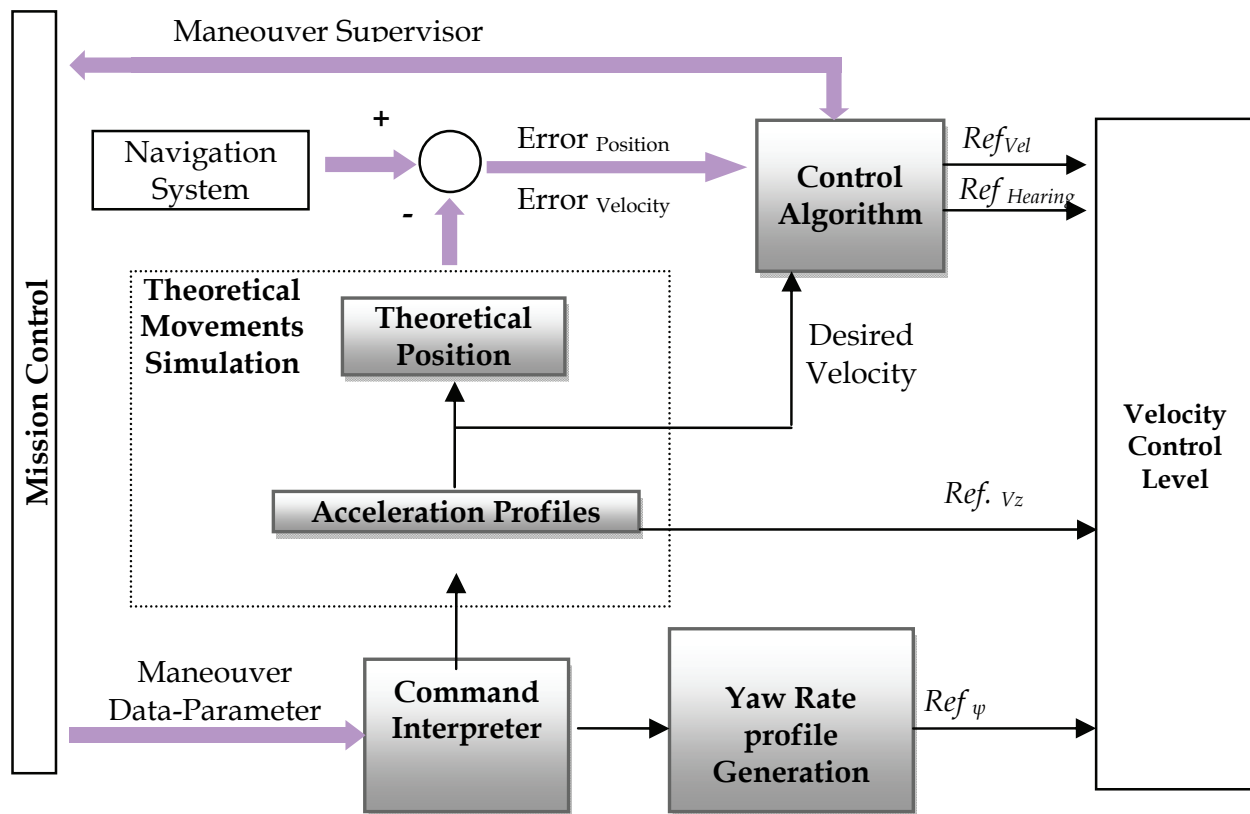 Maneouver Supervisor
Mission Control
+
Navigation
System
-
Error Position
Error Velocity
Control
Algorithm
Ref Vel
Ref Hearing
Theoretical
Movements
Simulation
Theoretical
Position
Desired
Velocity
Velocity
Control
Level
Acceleration Profiles
Ref. Vz
Maneouver
Data-Parameter
Command
Interpreter
Yaw Rate
profile
Generation
Ref ψ